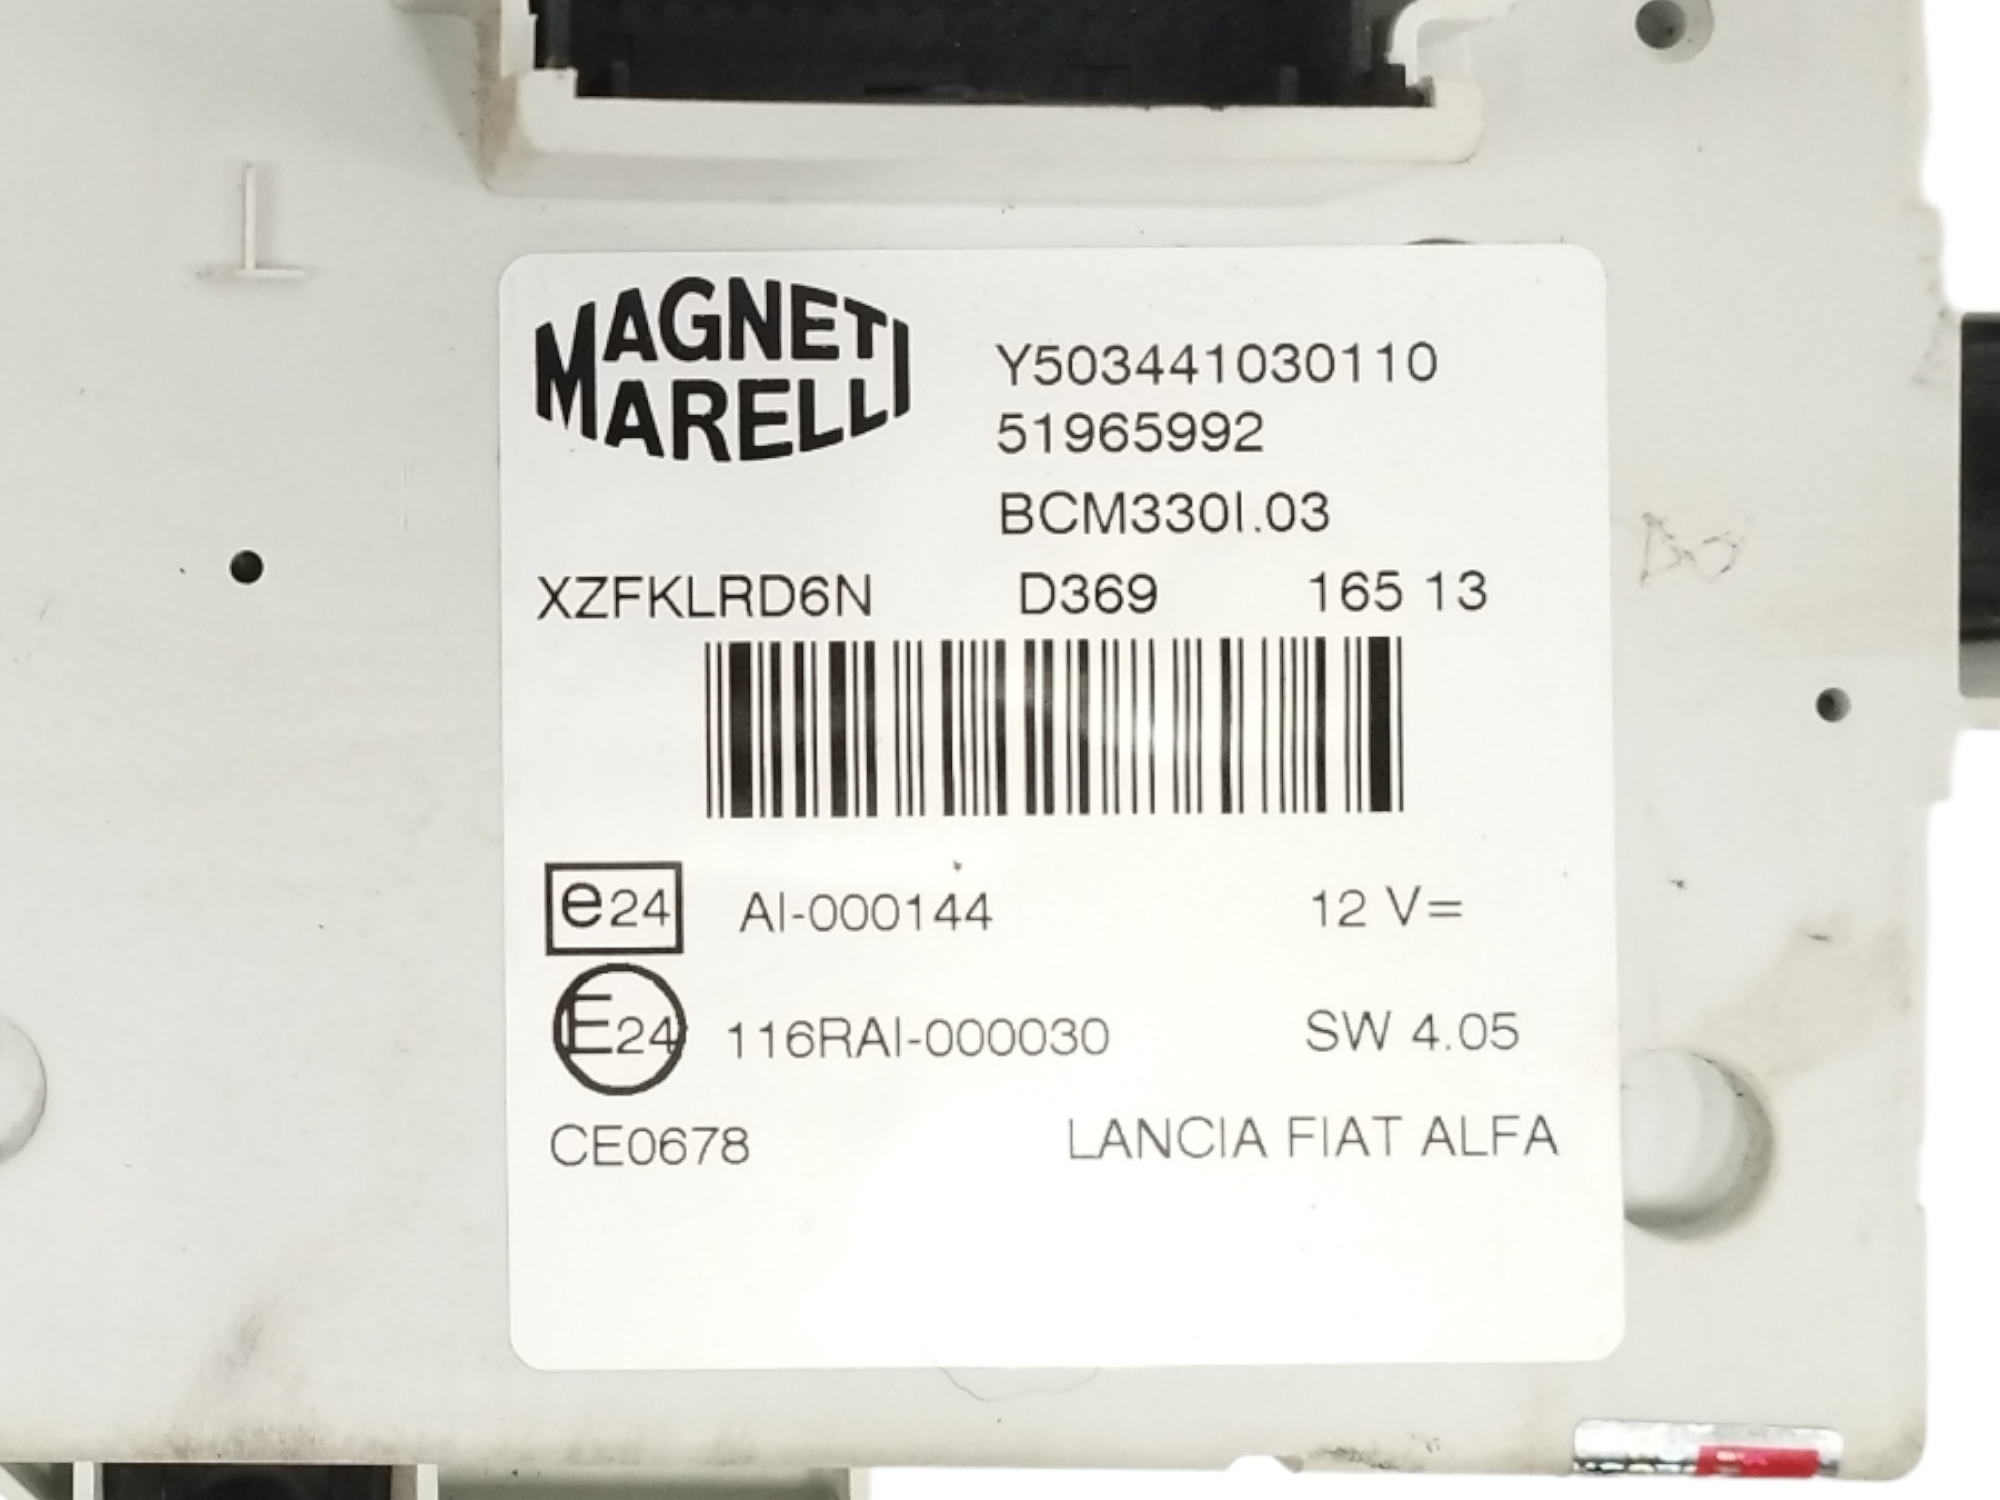 MAGNETI
MARELLI
Y503441030110
51965992
BCM330I.03
XZFKLRD6N D369 165 13
e24 AI-000144 12 V=
E24 116RAI-000030 SW 4.05
CE0678 LANCIA FIAT ALFA